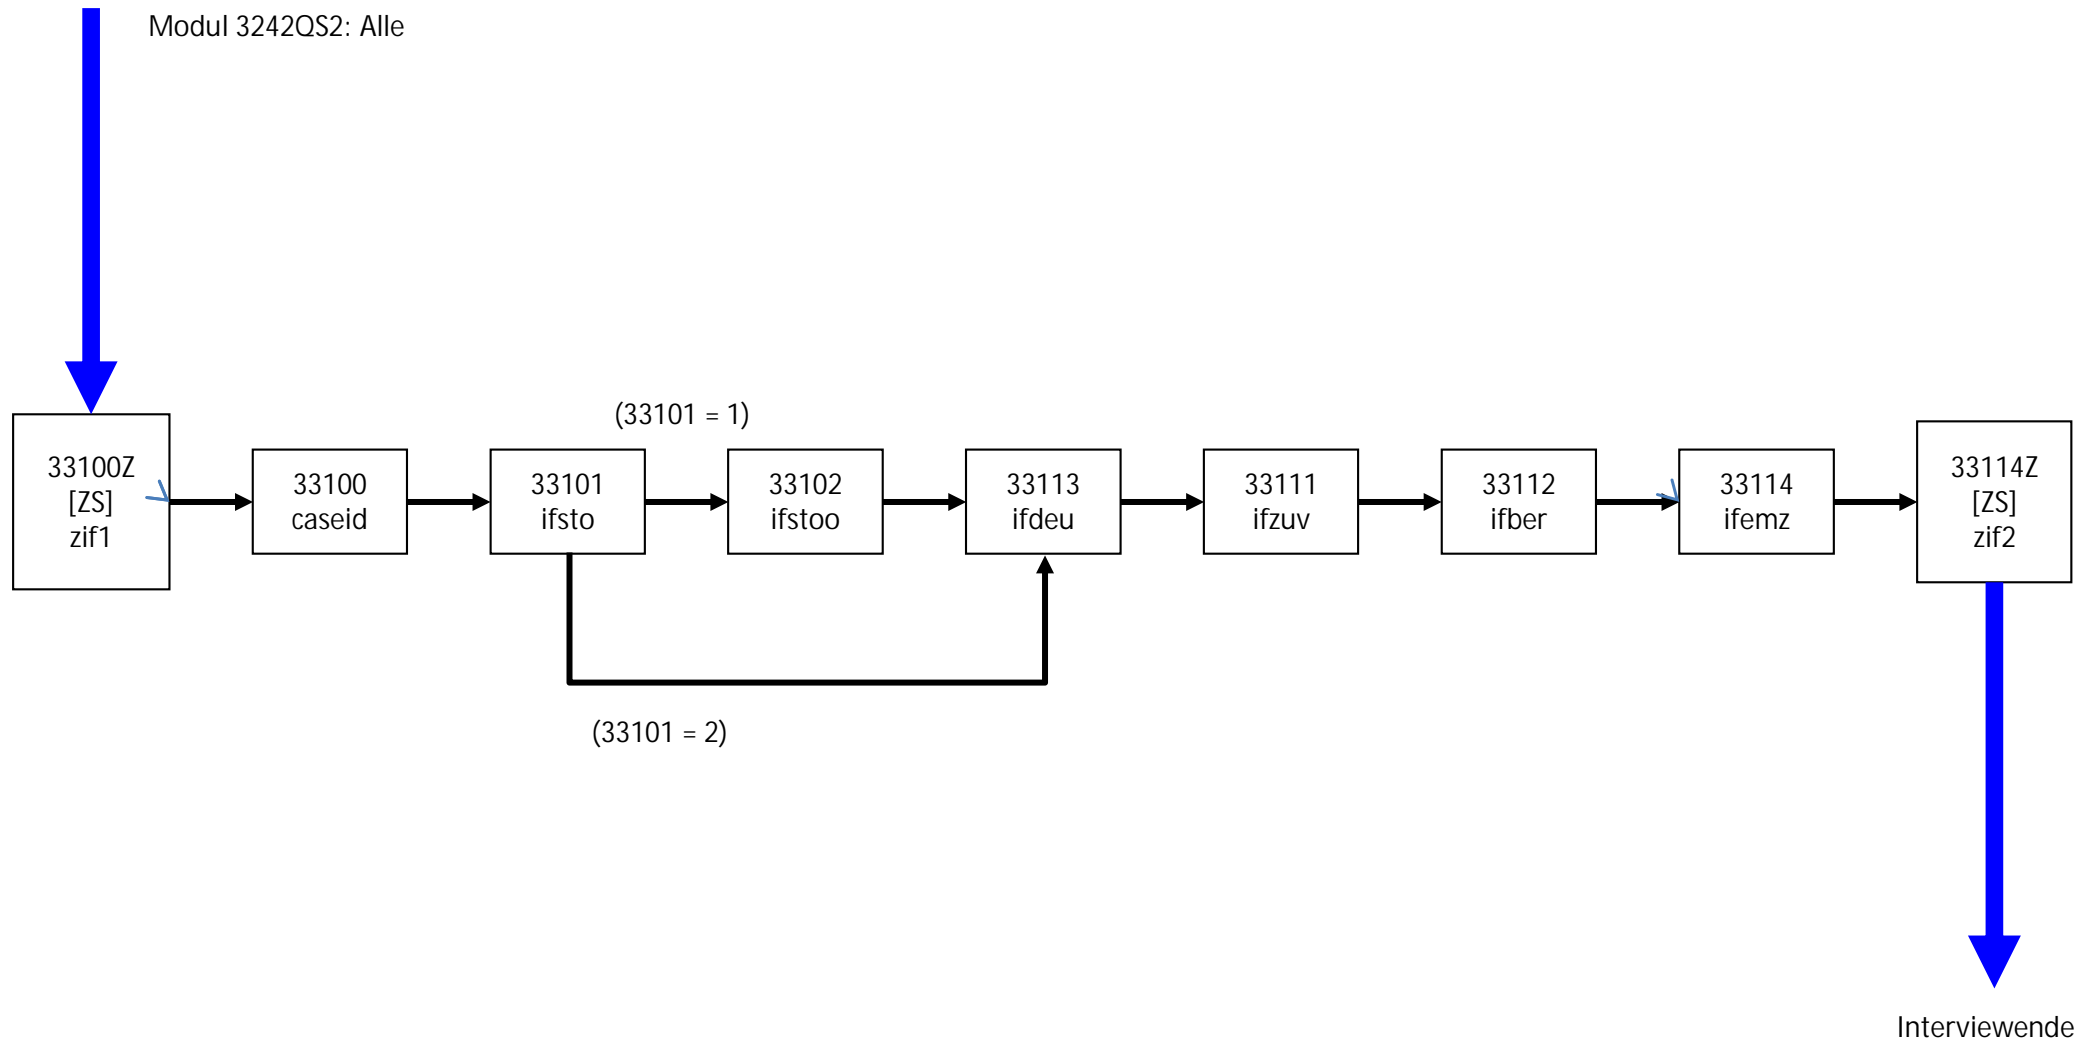 Modul 3242QS2: Alle
(33101 = 1)
33100Z
[ZS]
zif1
33100
caseid
33101
ifsto
33102
ifstoo
33113
ifdeu
33111
ifzuv
33112
ifber
33114
ifemz
33114Z
[ZS]
zif2
(33101 = 2)
Interviewende